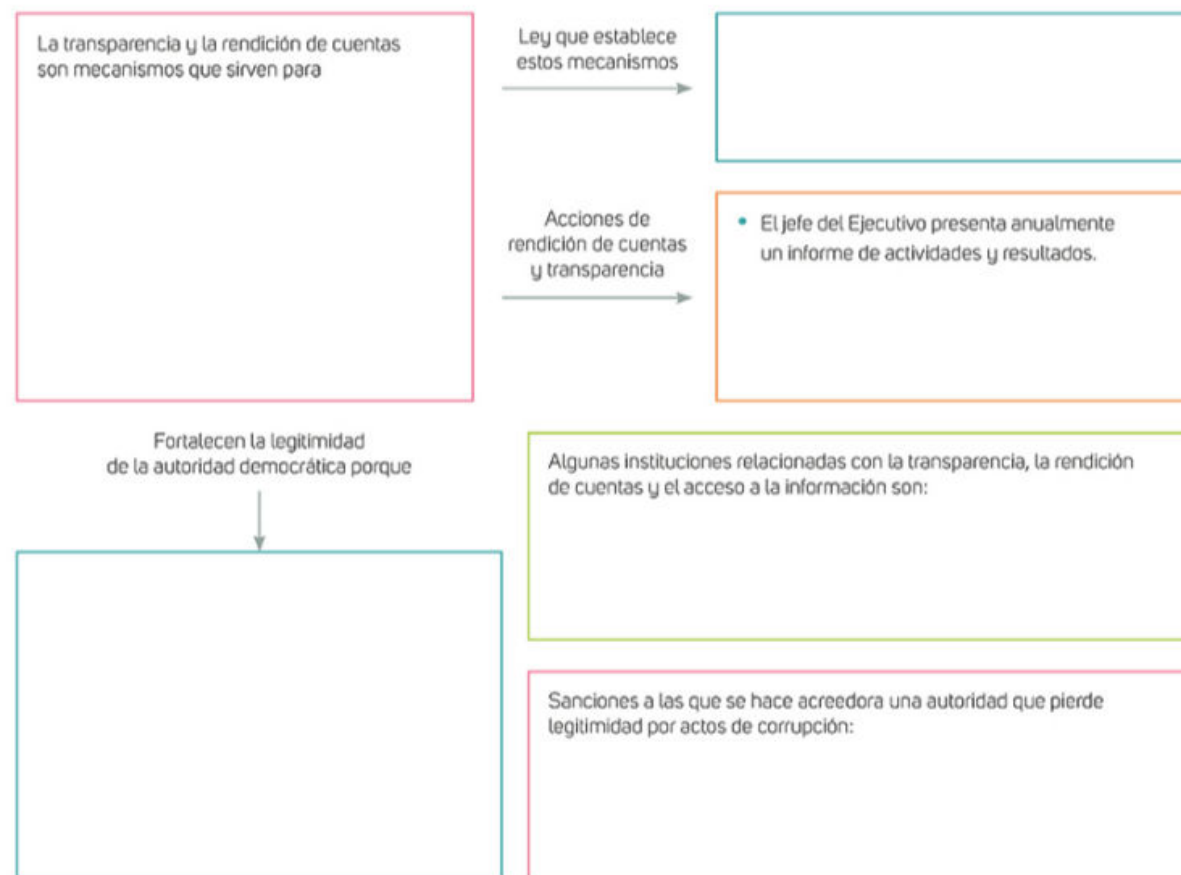 La transparencia y la rendición de cuentas
son mecanismos que sirven para
Ley que establece
estos mecanismos
Acciones de
rendición de cuentas
y transparencia
• El jefe del Ejecutivo presenta anualmente
un informe de actividades y resultados.
Fortalecen la legitimidad
de la autoridad democrática porque
Algunas instituciones relacionadas con la transparencia, la rendición
de cuentas y el acceso a la información son:
Sanciones a las que se hace acreedora una autoridad que pierde
legitimidad por actos de corrupción: